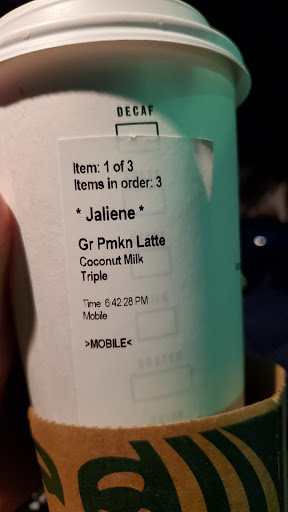 DECAF
Item: 1 of 3
Items in order: 3
* Jaliene *
Gr Pmkn Latte
Coconut Milk
Triple
Time: 6:42:28 PM
Mobile
>MOBILE<